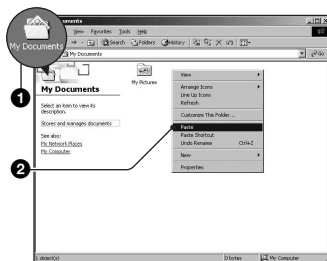 My Documents
View Favorites Tools Help
Search Folders History
My Documents
Go
1
My Documents
Select an item to view its
description.
Stores and manages documents
See also:
My Network Places
My Computer
My Pictures
View
Arrange Icons
Line Up Icons
Refresh
Customize This Folder...
Paste
Paste Shortcut
Undo Rename Ctrl+Z
New
Properties
2
1 object(s)
0 bytes
My Computer